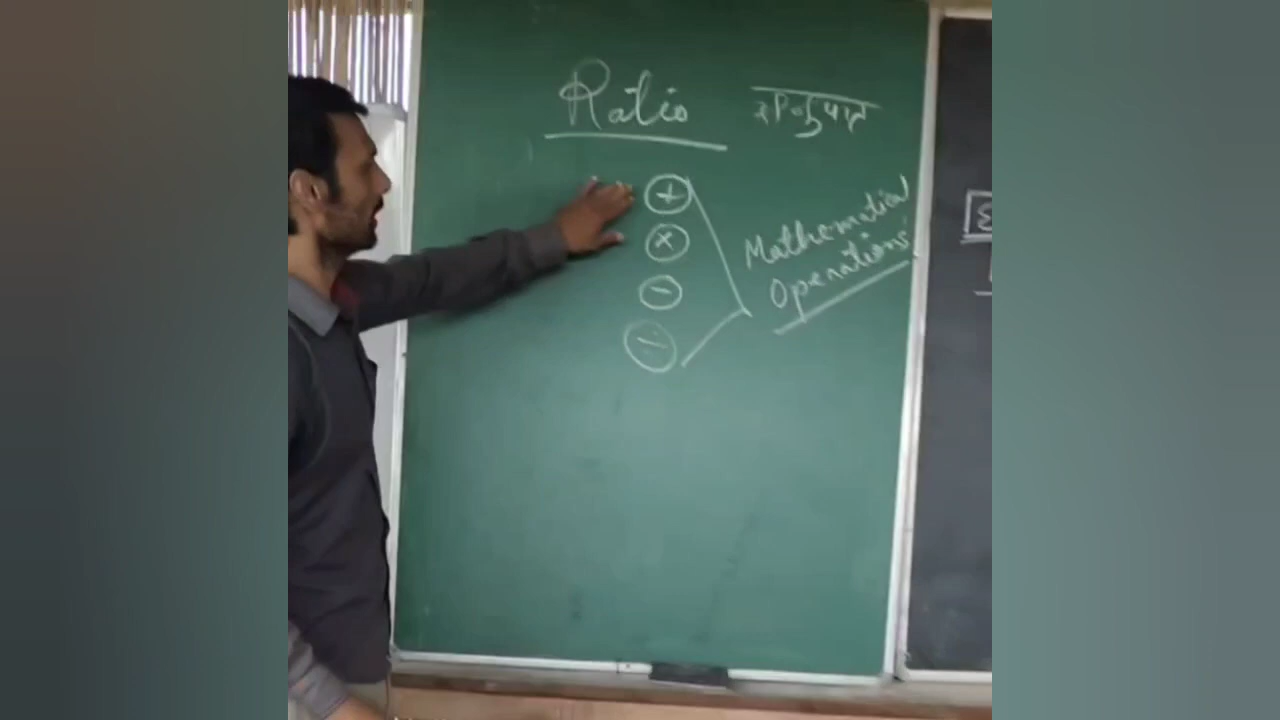 Ratio
अनुपात
+
×
−
÷
Mathematical
Operations